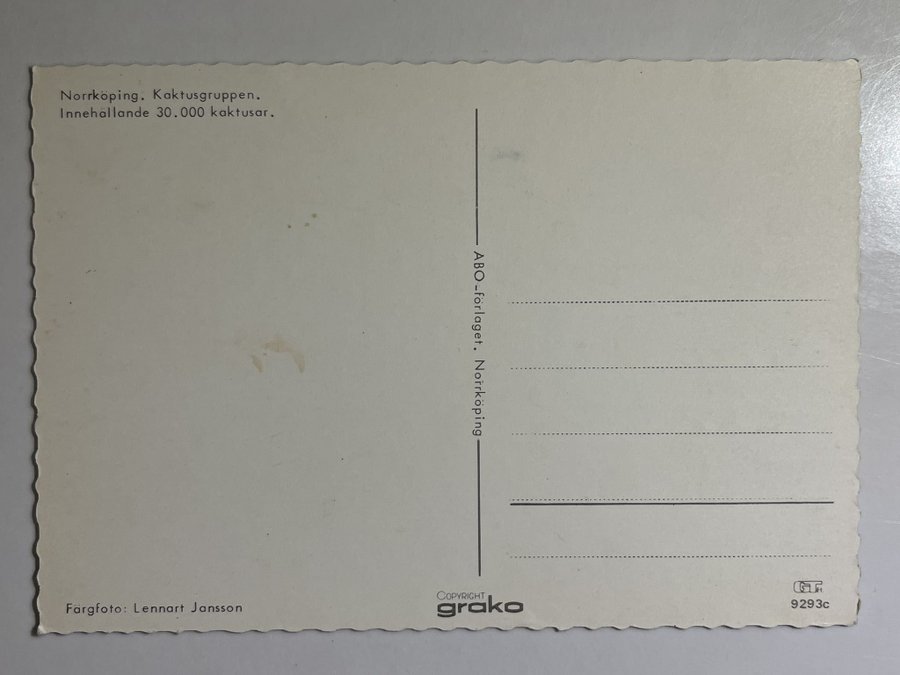 Norrköping. Kaktusgruppen.
Innehållande 30.000 kaktusar.
ABO-förlaget. Norrköping
Färgfoto: Lennart Jansson
COPYRIGHT
grako
9293c